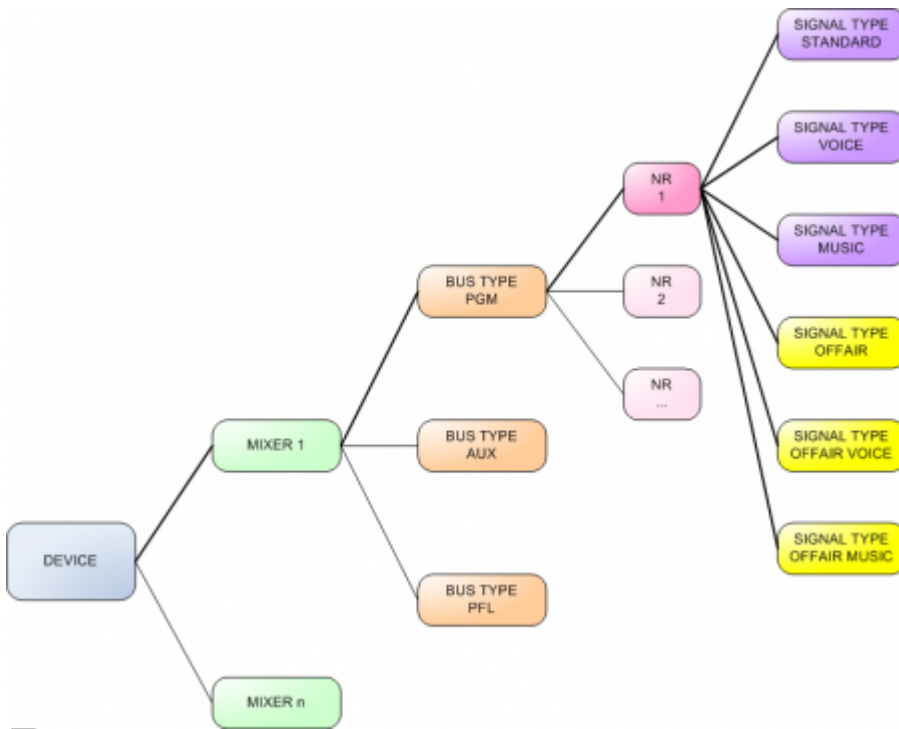 SIGNAL TYPE
STANDARD
SIGNAL TYPE
VOICE
NR
1
SIGNAL TYPE
MUSIC
BUS TYPE
PGM
NR
2
SIGNAL TYPE
OFFAIR
NR
...
MIXER 1
BUS TYPE
AUX
SIGNAL TYPE
OFFAIR VOICE
DEVICE
SIGNAL TYPE
OFFAIR MUSIC
BUS TYPE
PFL
MIXER n